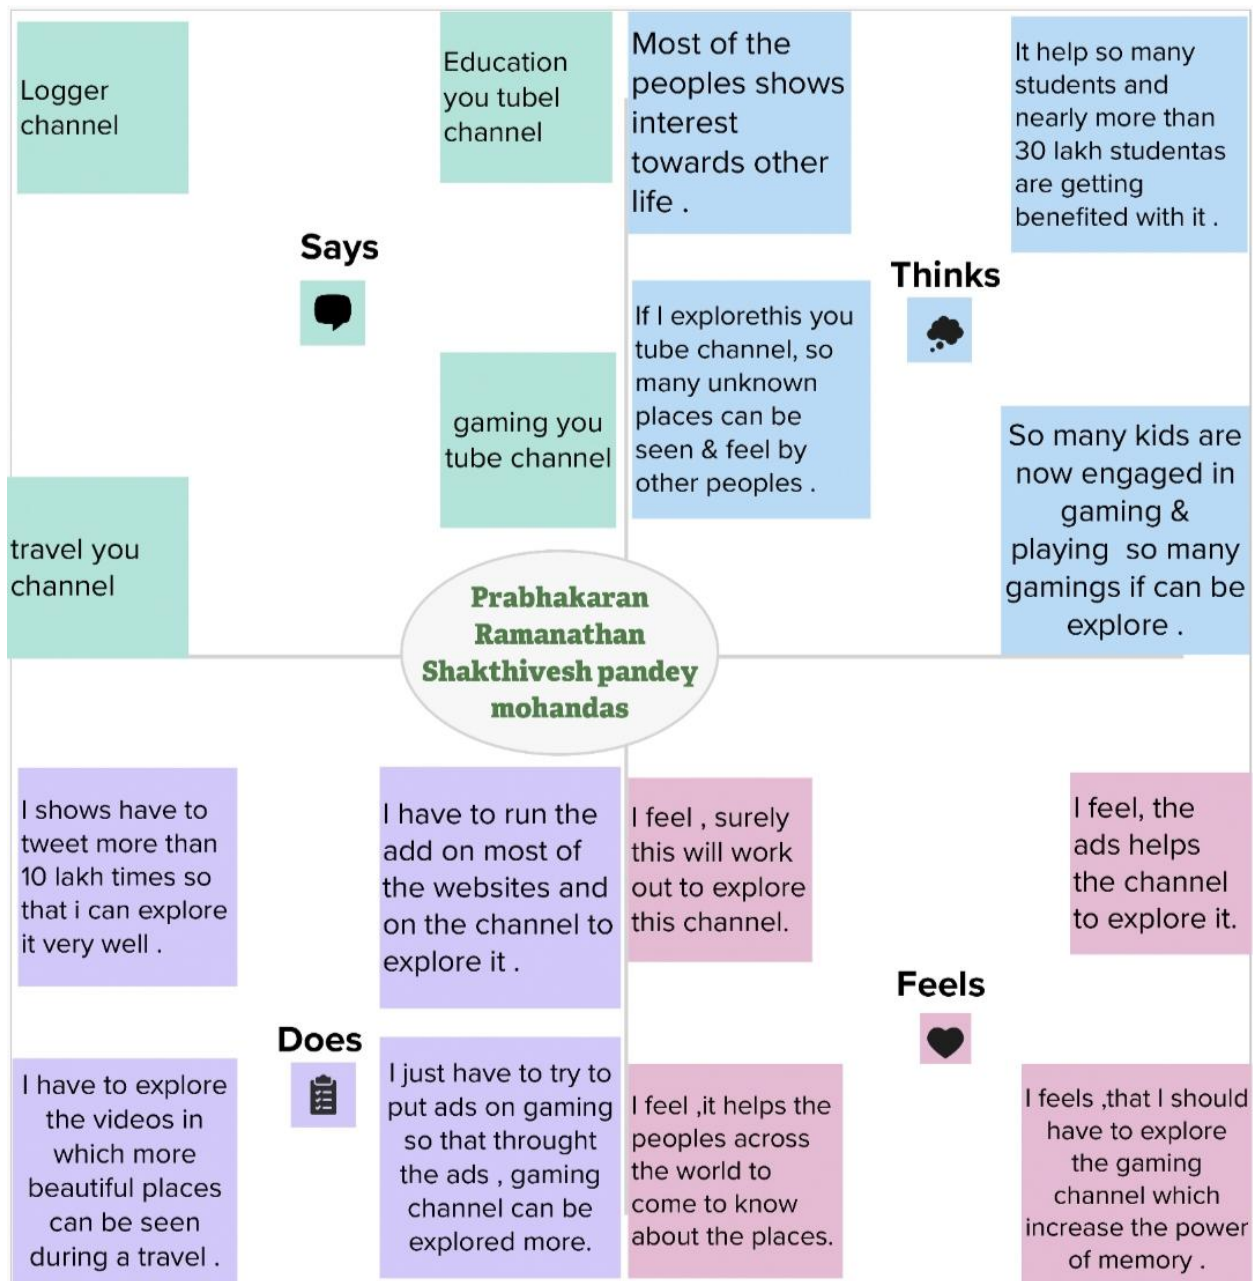 Logger
channel
Education
you tubel
channel
Says
gaming you
tube channel
travel you
channel
Most of the
peoples shows
interest
towards other
life .
It help so many
students and
nearly more than
30 lakh studentas
are getting
benefited with it .
Thinks
If I explorethis you
tube channel, so
many unknown
places can be
seen & feel by
other peoples .
So many kids are
now engaged in
gaming &
playing so many
gamings if can be
explore .
Prabhakaran
Ramanathan
Shakthivesh pandey
mohandas
I shows have to
tweet more than
10 lakh times so
that i can explore
it very well .
I have to run the
add on most of
the websites and
on the channel to
explore it .
Does
I have to explore
the videos in
which more
beautiful places
can be seen
during a travel .
I just have to try to
put ads on gaming
so that throught
the ads , gaming
channel can be
explored more.
I feel , surely
this will work
out to explore
this channel.
I feel, the
ads helps
the channel
to explore it.
Feels
I feel ,it helps the
peoples across
the world to
come to know
about the places.
I feels ,that I should
have to explore
the gaming
channel which
increase the power
of memory .